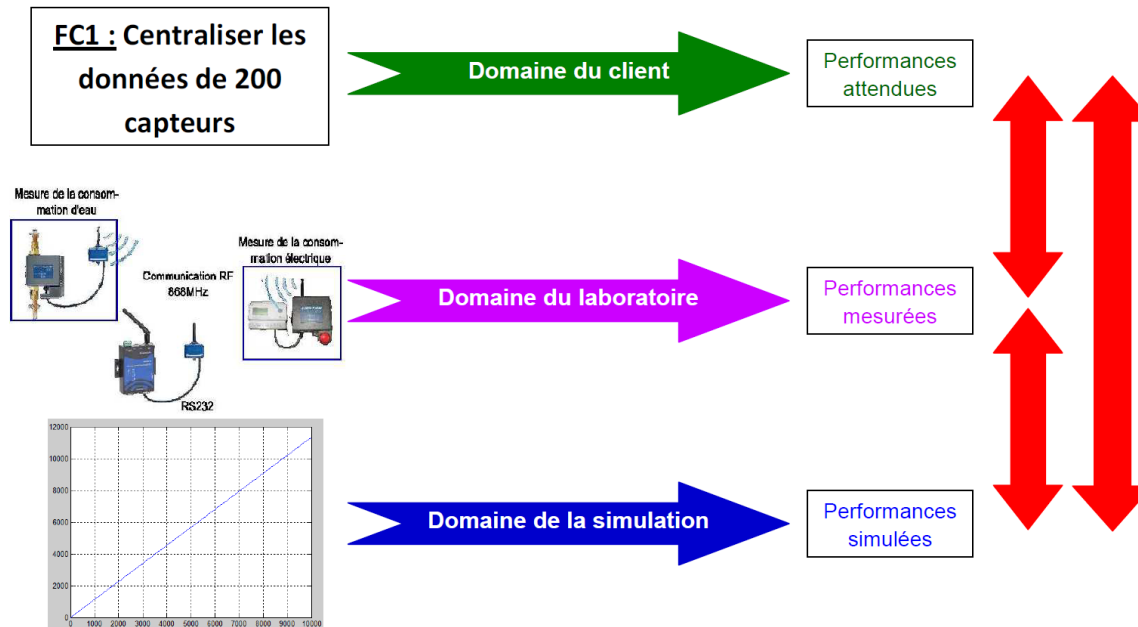 FC1 : Centraliser les
données de 200
capteurs
Domaine du client
Performances
attendues
Mesure de la consom-
mation d'eau
Mesure de la consom-
mation électrique
Communication RF
868MHz
RS232
Domaine du laboratoire
Performances
mesurées
12000
10000
8000
6000
4000
2000
0
0 1000 2000 3000 4000 5000 6000 7000 8000 9000 10000
Domaine de la simulation
Performances
simulées